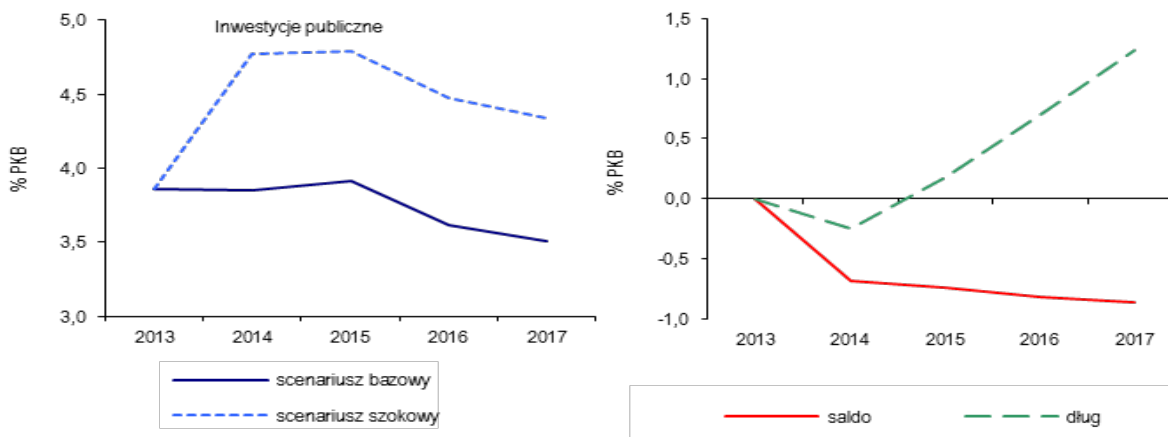 Inwestycje publiczne
% PKB
5,0
4,5
4,0
3,5
3,0
2013 2014 2015 2016 2017
scenariusz bazowy
scenariusz szokowy
% PKB
1,5
1,0
0,5
0,0
-0,5
-1,0
2013 2014 2015 2016 2017
saldo dług